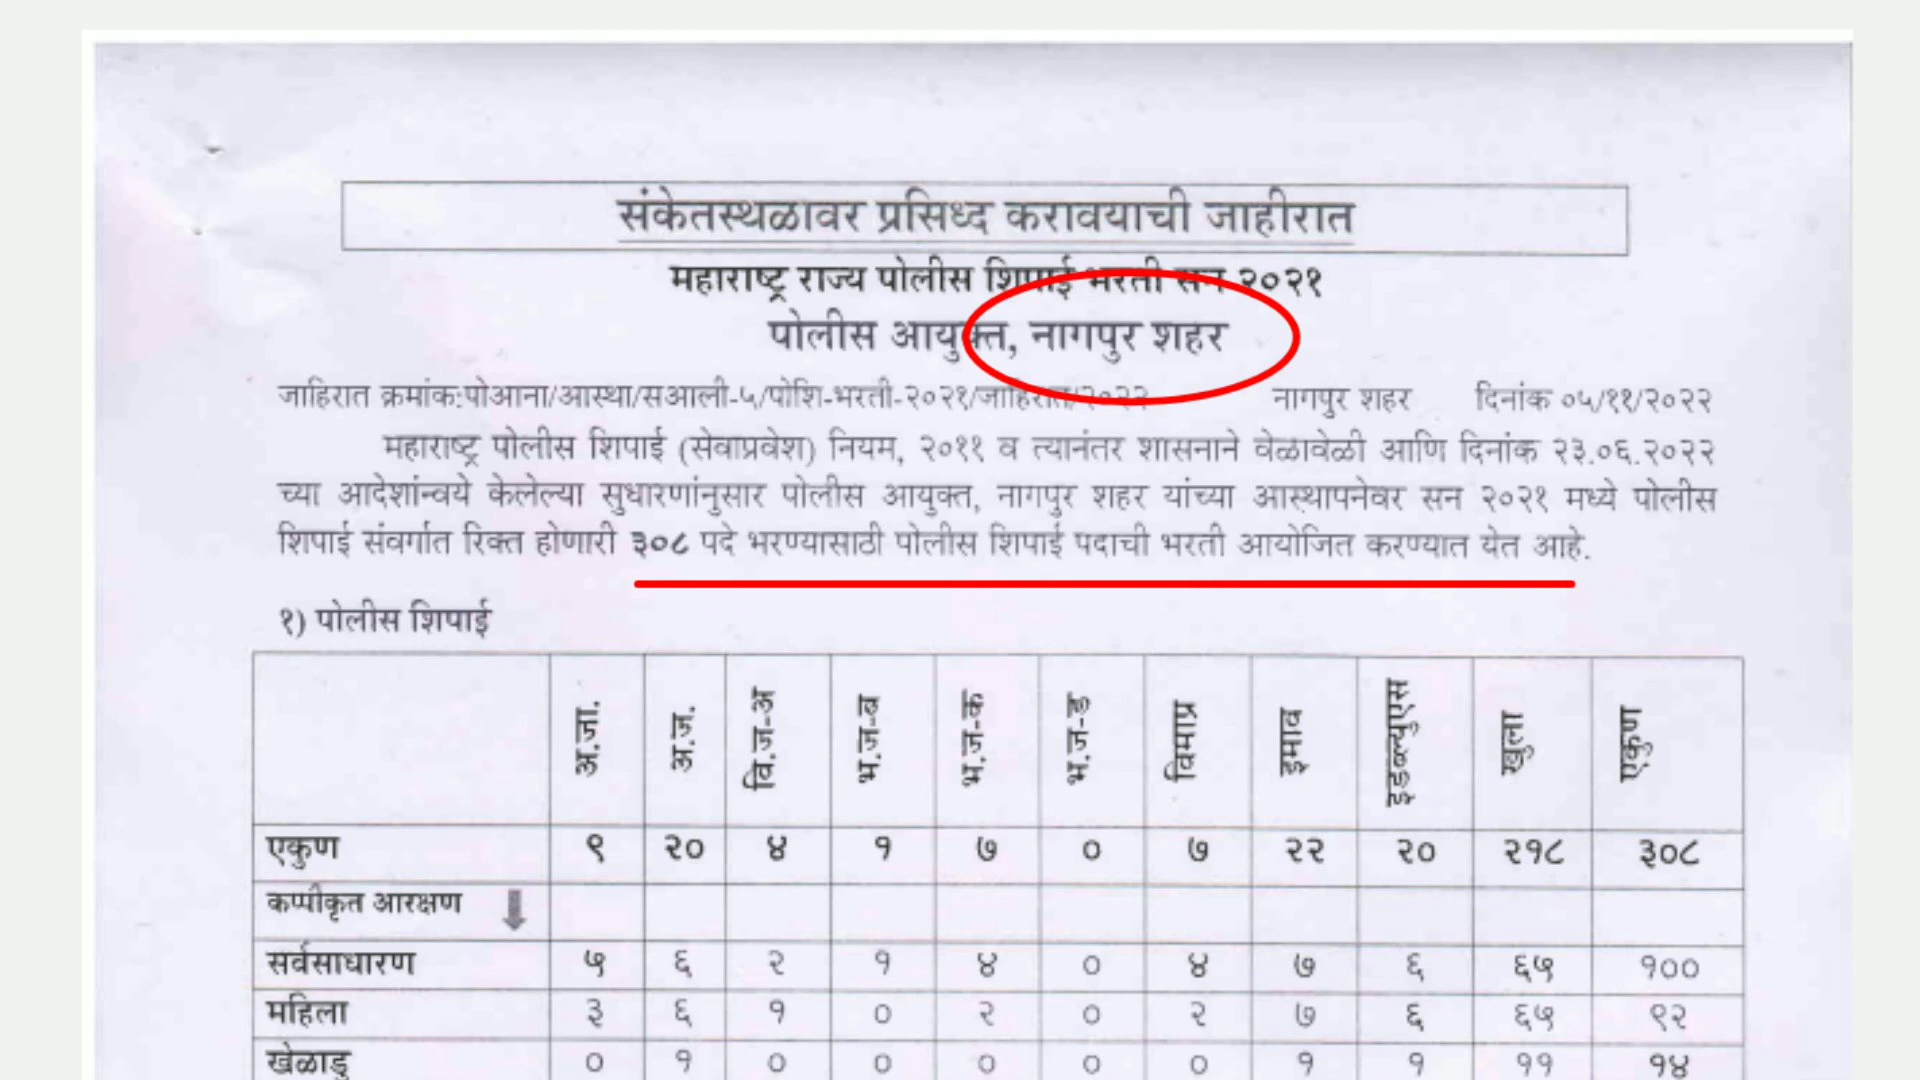 संकेतस्थळावर प्रसिध्द करावयाची जाहीरात
महाराष्ट्र राज्य पोलीस शिपाई भरती सन २०२१
पोलीस आयुक्त, नागपुर शहर
जाहिरात क्रमांक:पोआना/आस्था/सआली-५/पोशि-भरती-२०२१/जाहिरात/२०२२ नागपुर शहर दिनांक ०५/११/२०२२
महाराष्ट्र पोलीस शिपाई (सेवाप्रवेश) नियम, २०११ व त्यानंतर शासनाने वेळावेळी आणि दिनांक २३.०६.२०२२
च्या आदेशांन्वये केलेल्या सुधारणांनुसार पोलीस आयुक्त, नागपुर शहर यांच्या आस्थापनेवर सन २०२१ मध्ये पोलीस
शिपाई संवर्गात रिक्त होणारी ३०८ पदे भरण्यासाठी पोलीस शिपाई पदाची भरती आयोजित करण्यात येत आहे.
१) पोलीस शिपाई
अ.जा. अ.ज. वि.ज-अ भ.ज-ब भ.ज-क भ.ज-ड विमाप्र इमाव इडब्ल्युएस खुला एकुण
एकुण ९ २० ४ १ ७ ० ७ २२ २० २१८ ३०८
कप्पीकृत आरक्षण
सर्वसाधारण ५ ६ २ १ ४ ० ४ ७ ६ ६५ १००
महिला ३ ६ १ ० २ ० २ ७ ६ ६५ ९२
खेळाडु ० १ ० ० ० ० ० १ १ ११ १४